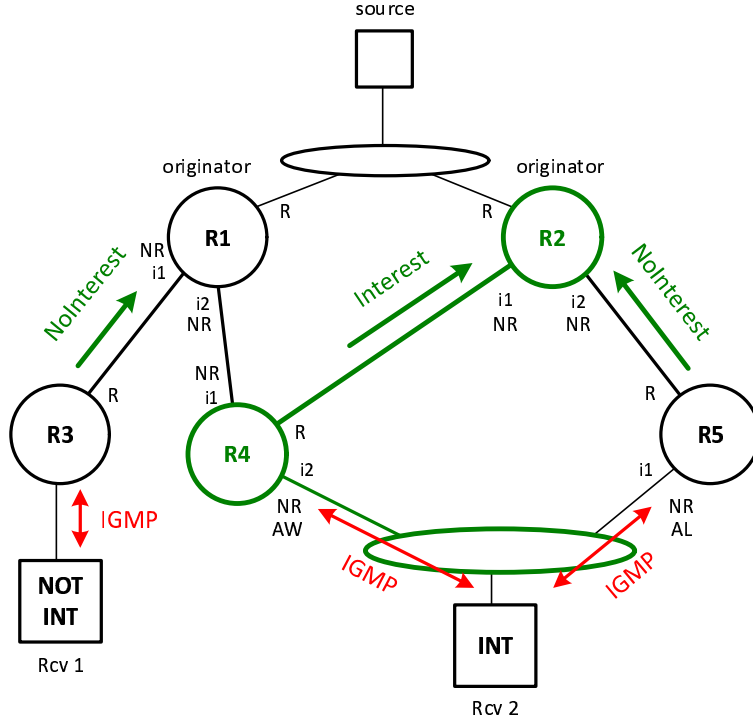 source
originator
originator
R
R
R1
R2
NR
i1
NoInterest
Interest
NoInterest
i2
NR
i1
NR
i2
NR
NR
i1
R
R
R3
R4
R
R5
i2
i1
NR
AW
NR
AL
IGMP
IGMP
IGMP
NOT
INT
INT
Rcv 1
Rcv 2